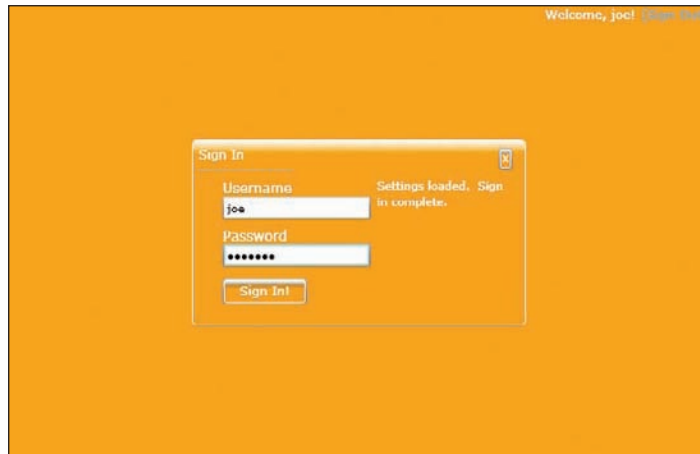 Welcome, joe!
Sign In
Username
Settings loaded. Sign
in complete.
joe
Password
Sign In!